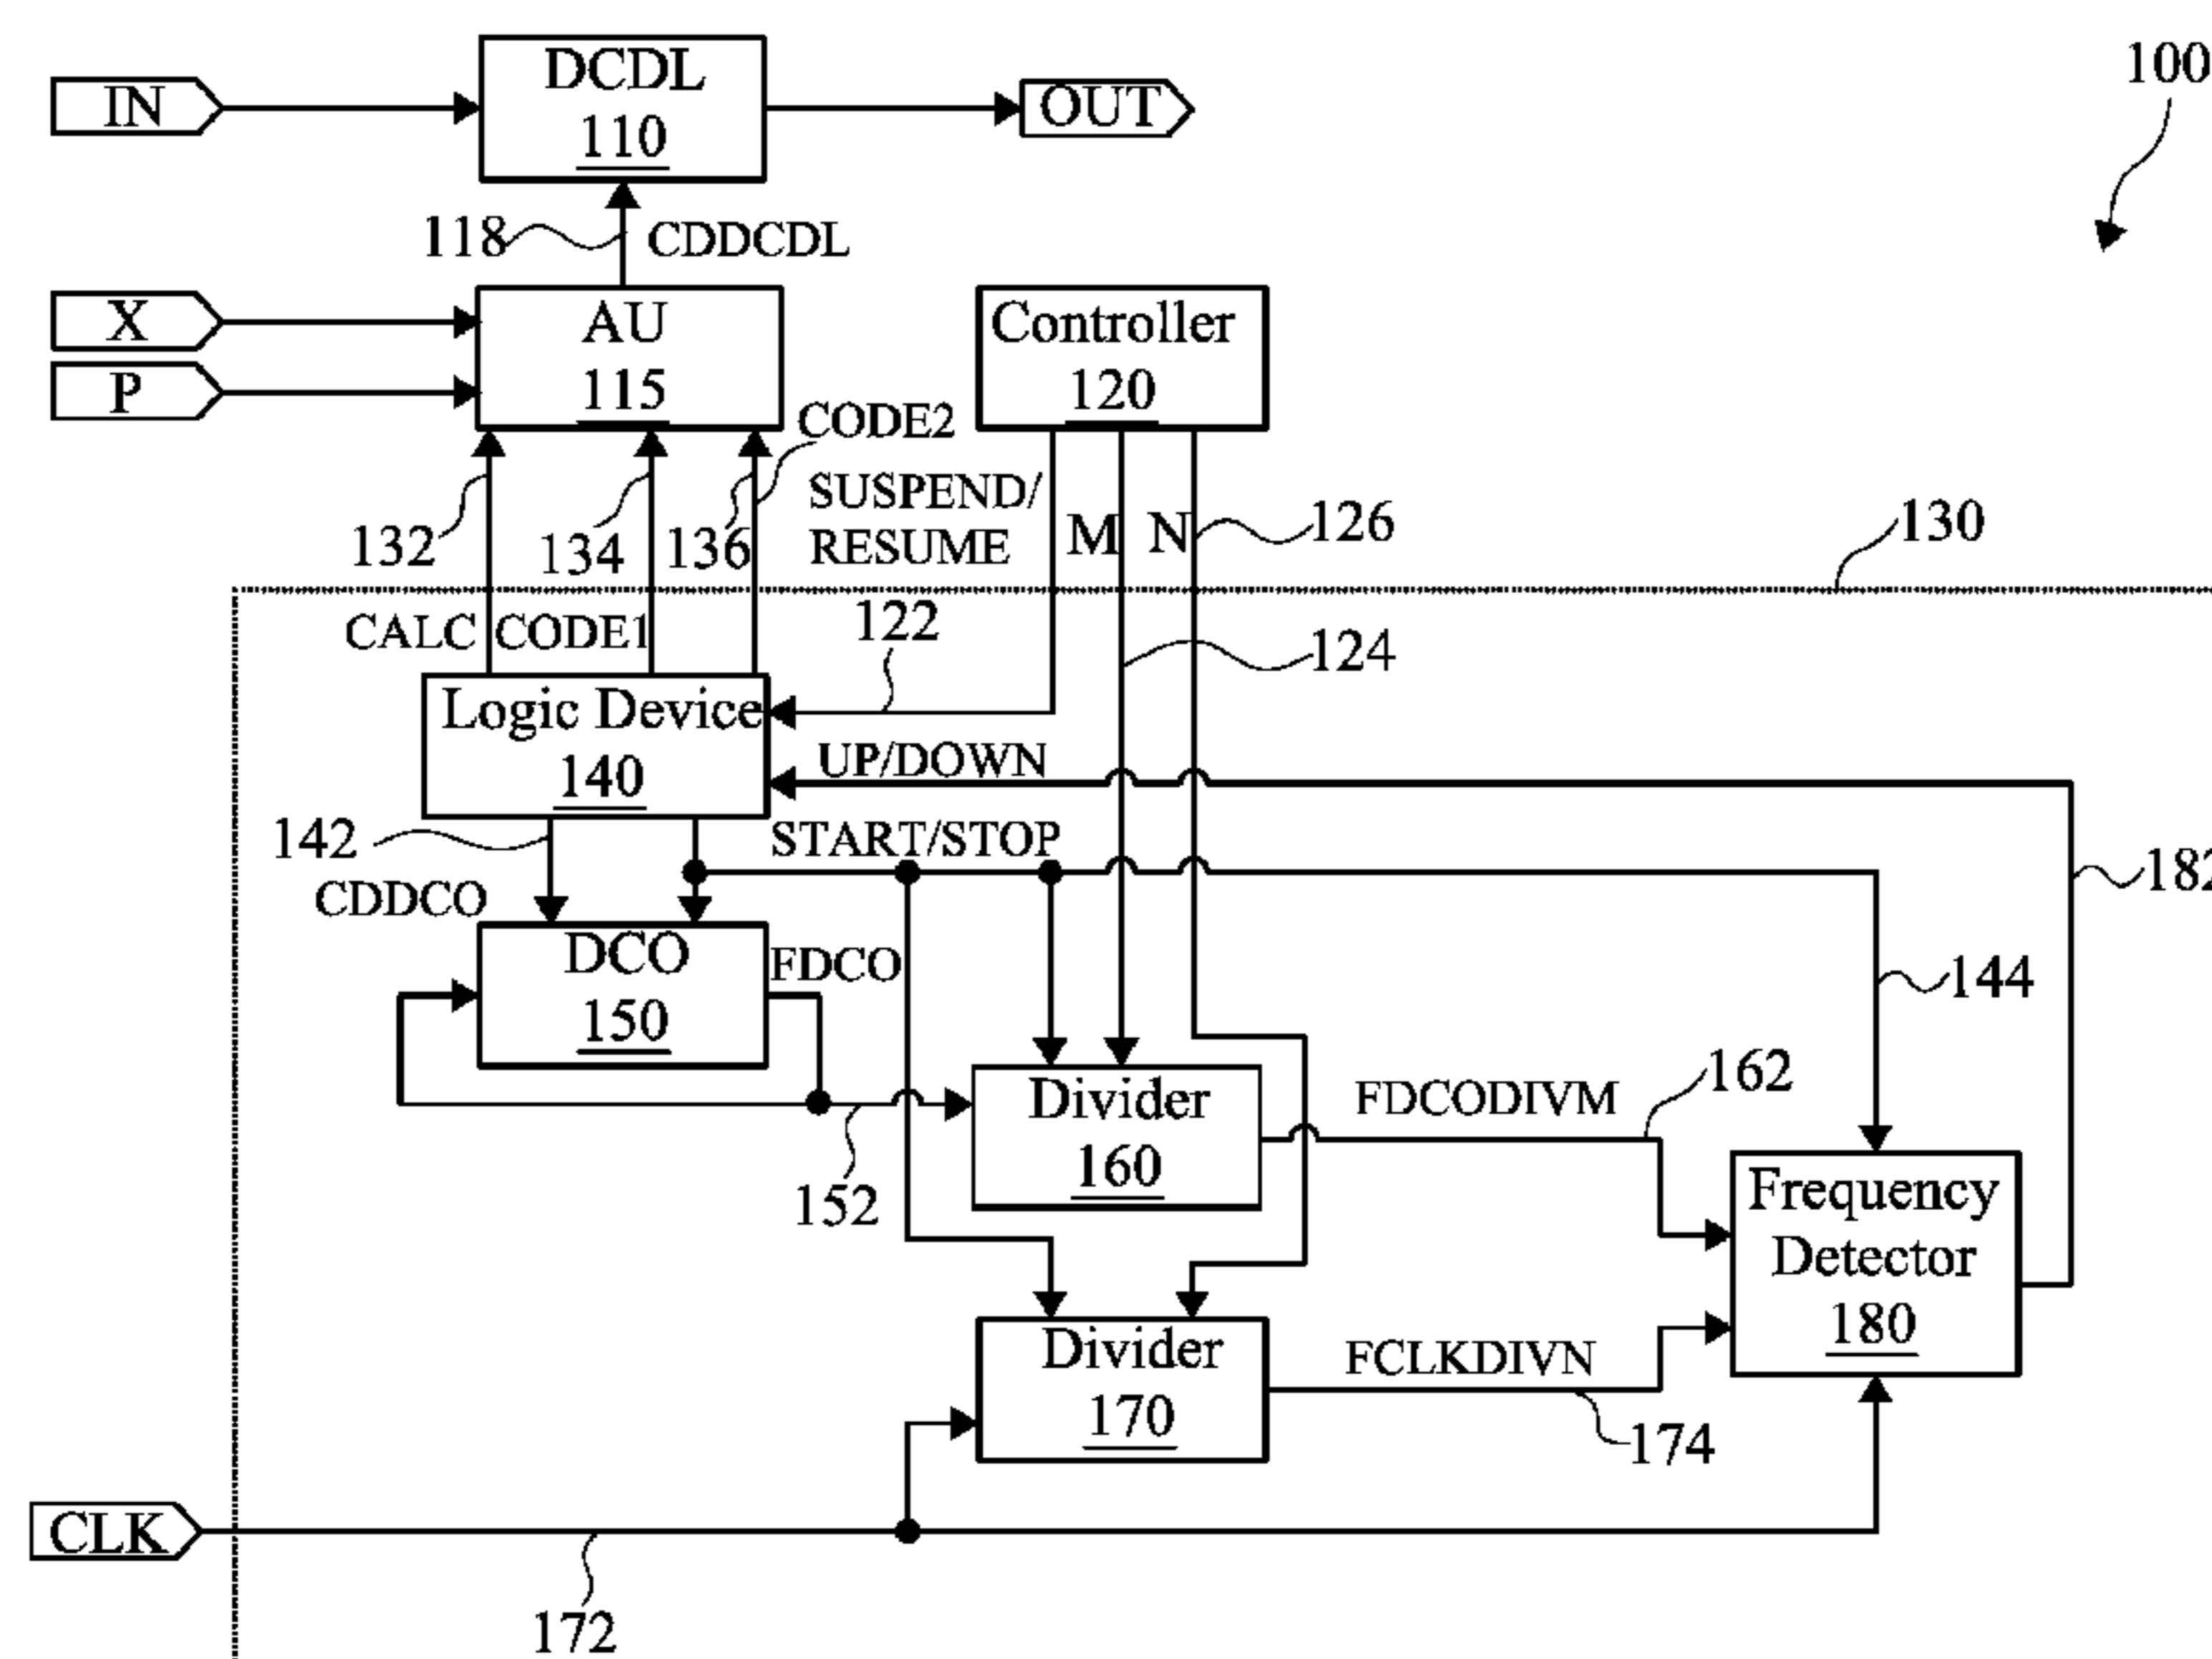 IN
DCDL
110
OUT
100
118
CDDCDL
X
P
AU
115
Controller
120
CODE2
SUSPEND/
RESUME
M
N
126
130
132
134
136
CALC
CODE1
122
124
Logic Device
140
UP/DOWN
START/STOP
142
CDDCO
182
DCO
150
FDCO
144
152
Divider
160
FDCODIVM
162
Frequency
Detector
180
Divider
170
FCLKDIVN
174
CLK
172